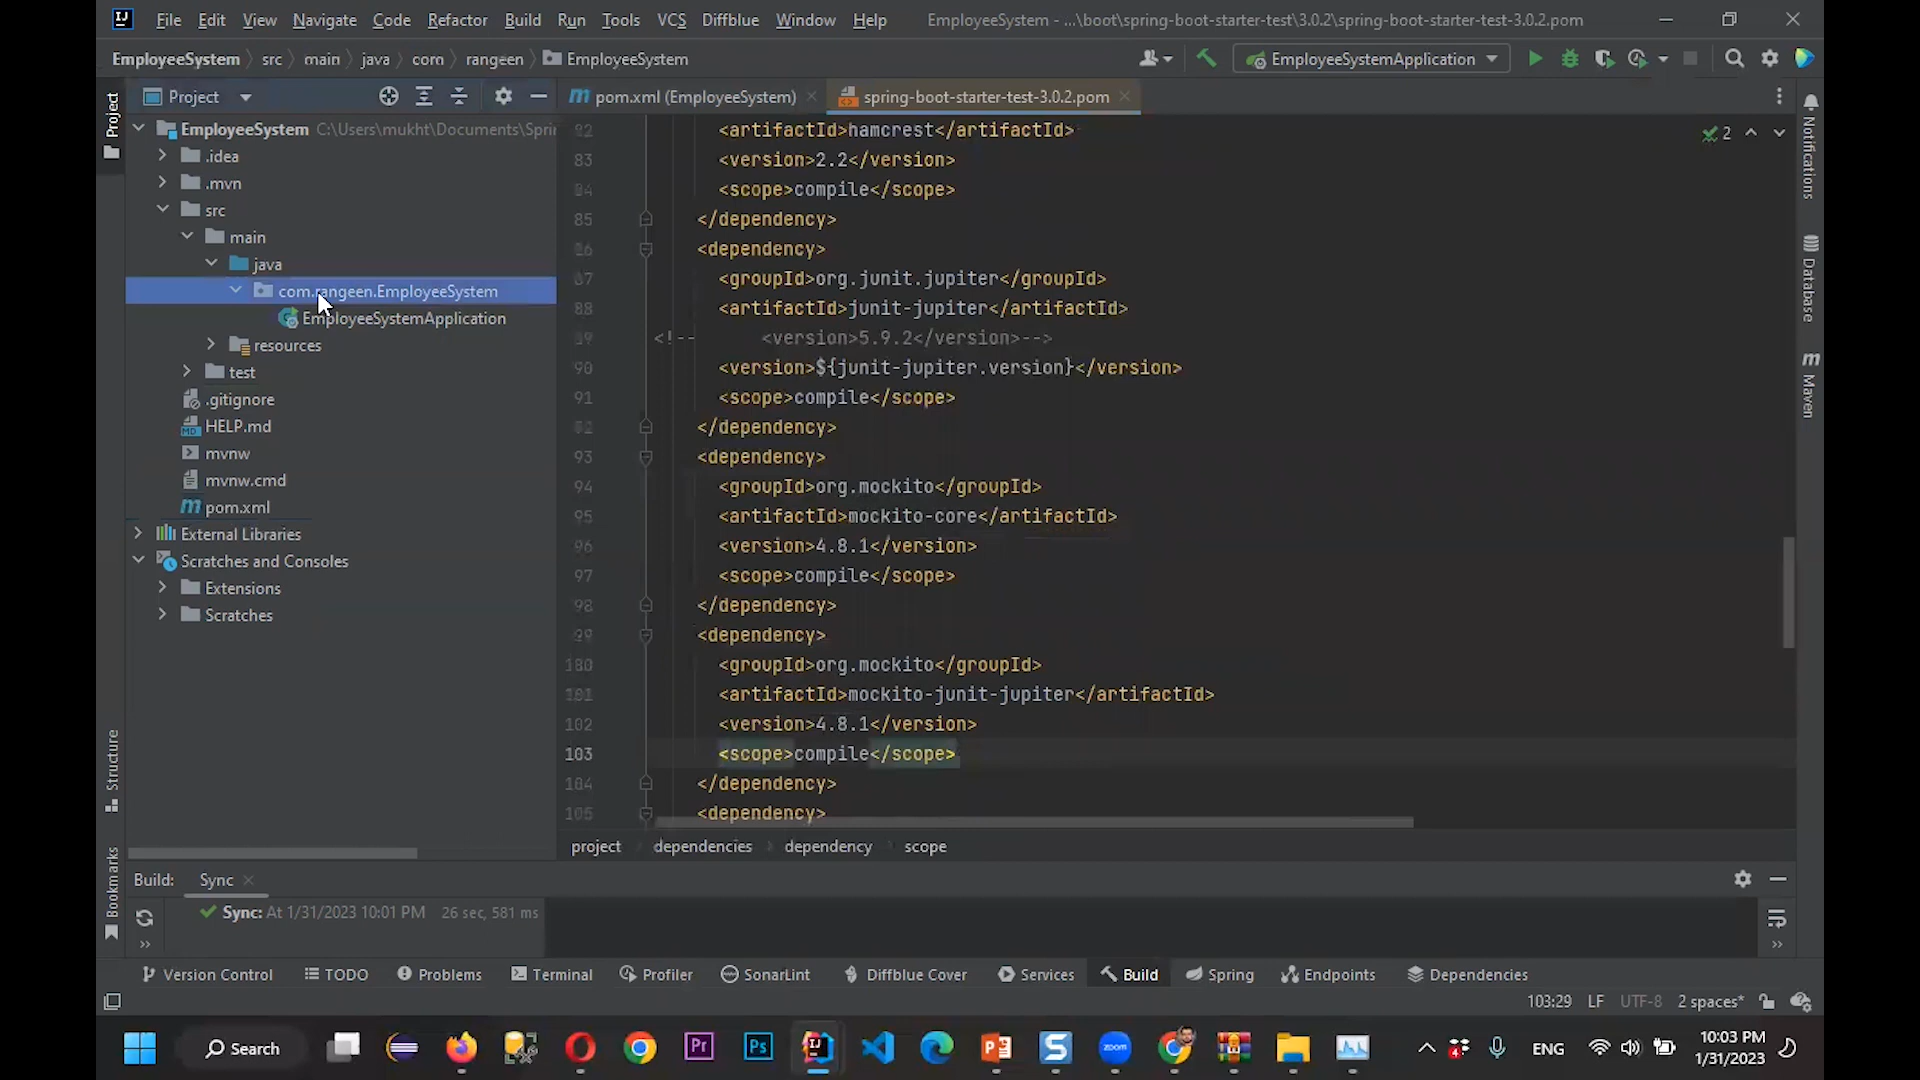 File Edit View Navigate Code Refactor Build Run Tools VCS Diffblue Window Help EmployeeSystem - ...\boot\spring-boot-starter-test\3.0.2\spring-boot-starter-test-3.0.2.pom
EmployeeSystem src main java com rangeen EmployeeSystem EmployeeSystemApplication
Project
pom.xml (EmployeeSystem) spring-boot-starter-test-3.0.2.pom
EmployeeSystem C:\Users\mukht\Documents\Spri
.idea
.mvn
src
main
java
com.rangeen.EmployeeSystem
EmployeeSystemApplication
resources
test
.gitignore
HELP.md
mvnw
mvnw.cmd
pom.xml
External Libraries
Scratches and Consoles
Extensions
Scratches
Project
Structure
Bookmarks
<artifactId>hamcrest</artifactId>
83 <version>2.2</version>
84 <scope>compile</scope>
85 </dependency>
86 <dependency>
87 <groupId>org.junit.jupiter</groupId>
88 <artifactId>junit-jupiter</artifactId>
89 <!-- <version>5.9.2</version>-->
90 <version>${junit-jupiter.version}</version>
91 <scope>compile</scope>
92 </dependency>
93 <dependency>
94 <groupId>org.mockito</groupId>
95 <artifactId>mockito-core</artifactId>
96 <version>4.8.1</version>
97 <scope>compile</scope>
98 </dependency>
99 <dependency>
100 <groupId>org.mockito</groupId>
101 <artifactId>mockito-junit-jupiter</artifactId>
102 <version>4.8.1</version>
103 <scope>compile</scope>
104 </dependency>
105 <dependency>
2
Notifications
Database
m Maven
project dependencies dependency scope
Build: Sync
Sync: At 1/31/2023 10:01 PM 26 sec, 581 ms
Version Control TODO Problems Terminal Profiler SonarLint Diffblue Cover Services Build Spring Endpoints Dependencies
103:29 LF UTF-8 2 spaces*
Search Pr Ps zoom 4 ENG 10:03 PM
1/31/2023